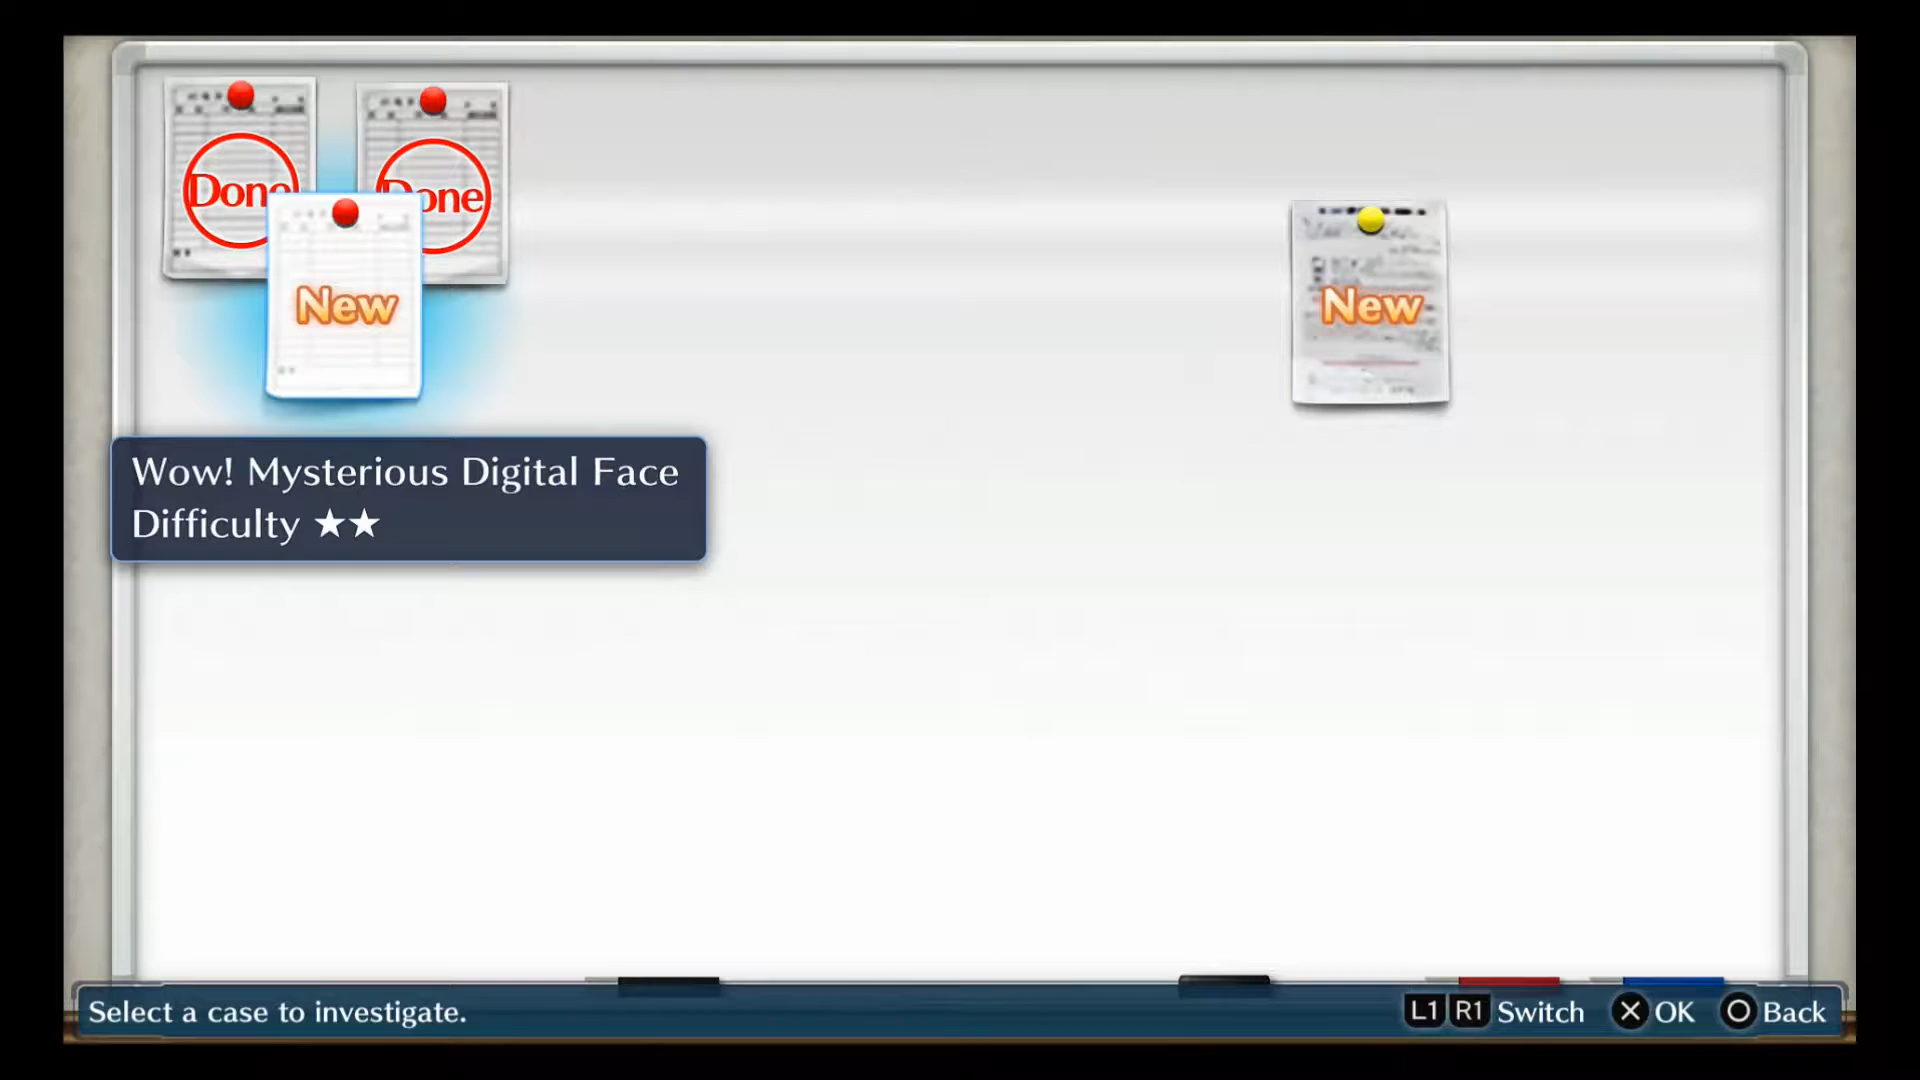 Done
Done
New
New
Wow! Mysterious Digital Face
Difficulty ★★
Select a case to investigate.
L1 R1 Switch OK Back